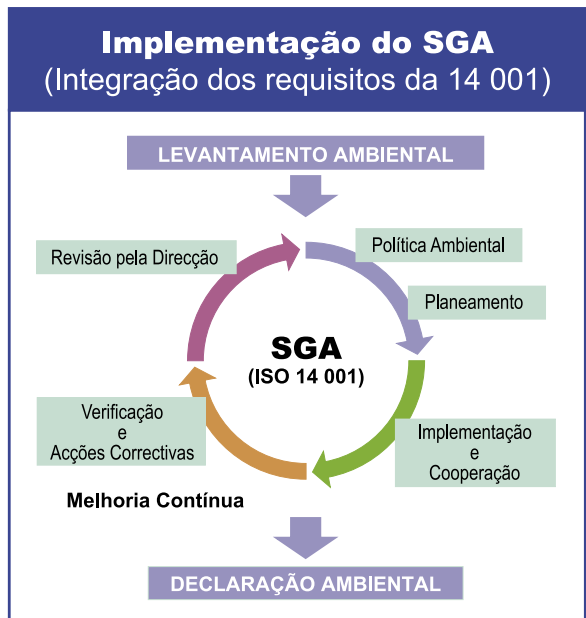 Implementação do SGA
(Integração dos requisitos da 14 001)
LEVANTAMENTO AMBIENTAL
Revisão pela Direcção
Política Ambiental
Planeamento
SGA
(ISO 14 001)
Verificação
e
Acções Correctivas
Implementação
e
Cooperação
Melhoria Contínua
DECLARAÇÃO AMBIENTAL